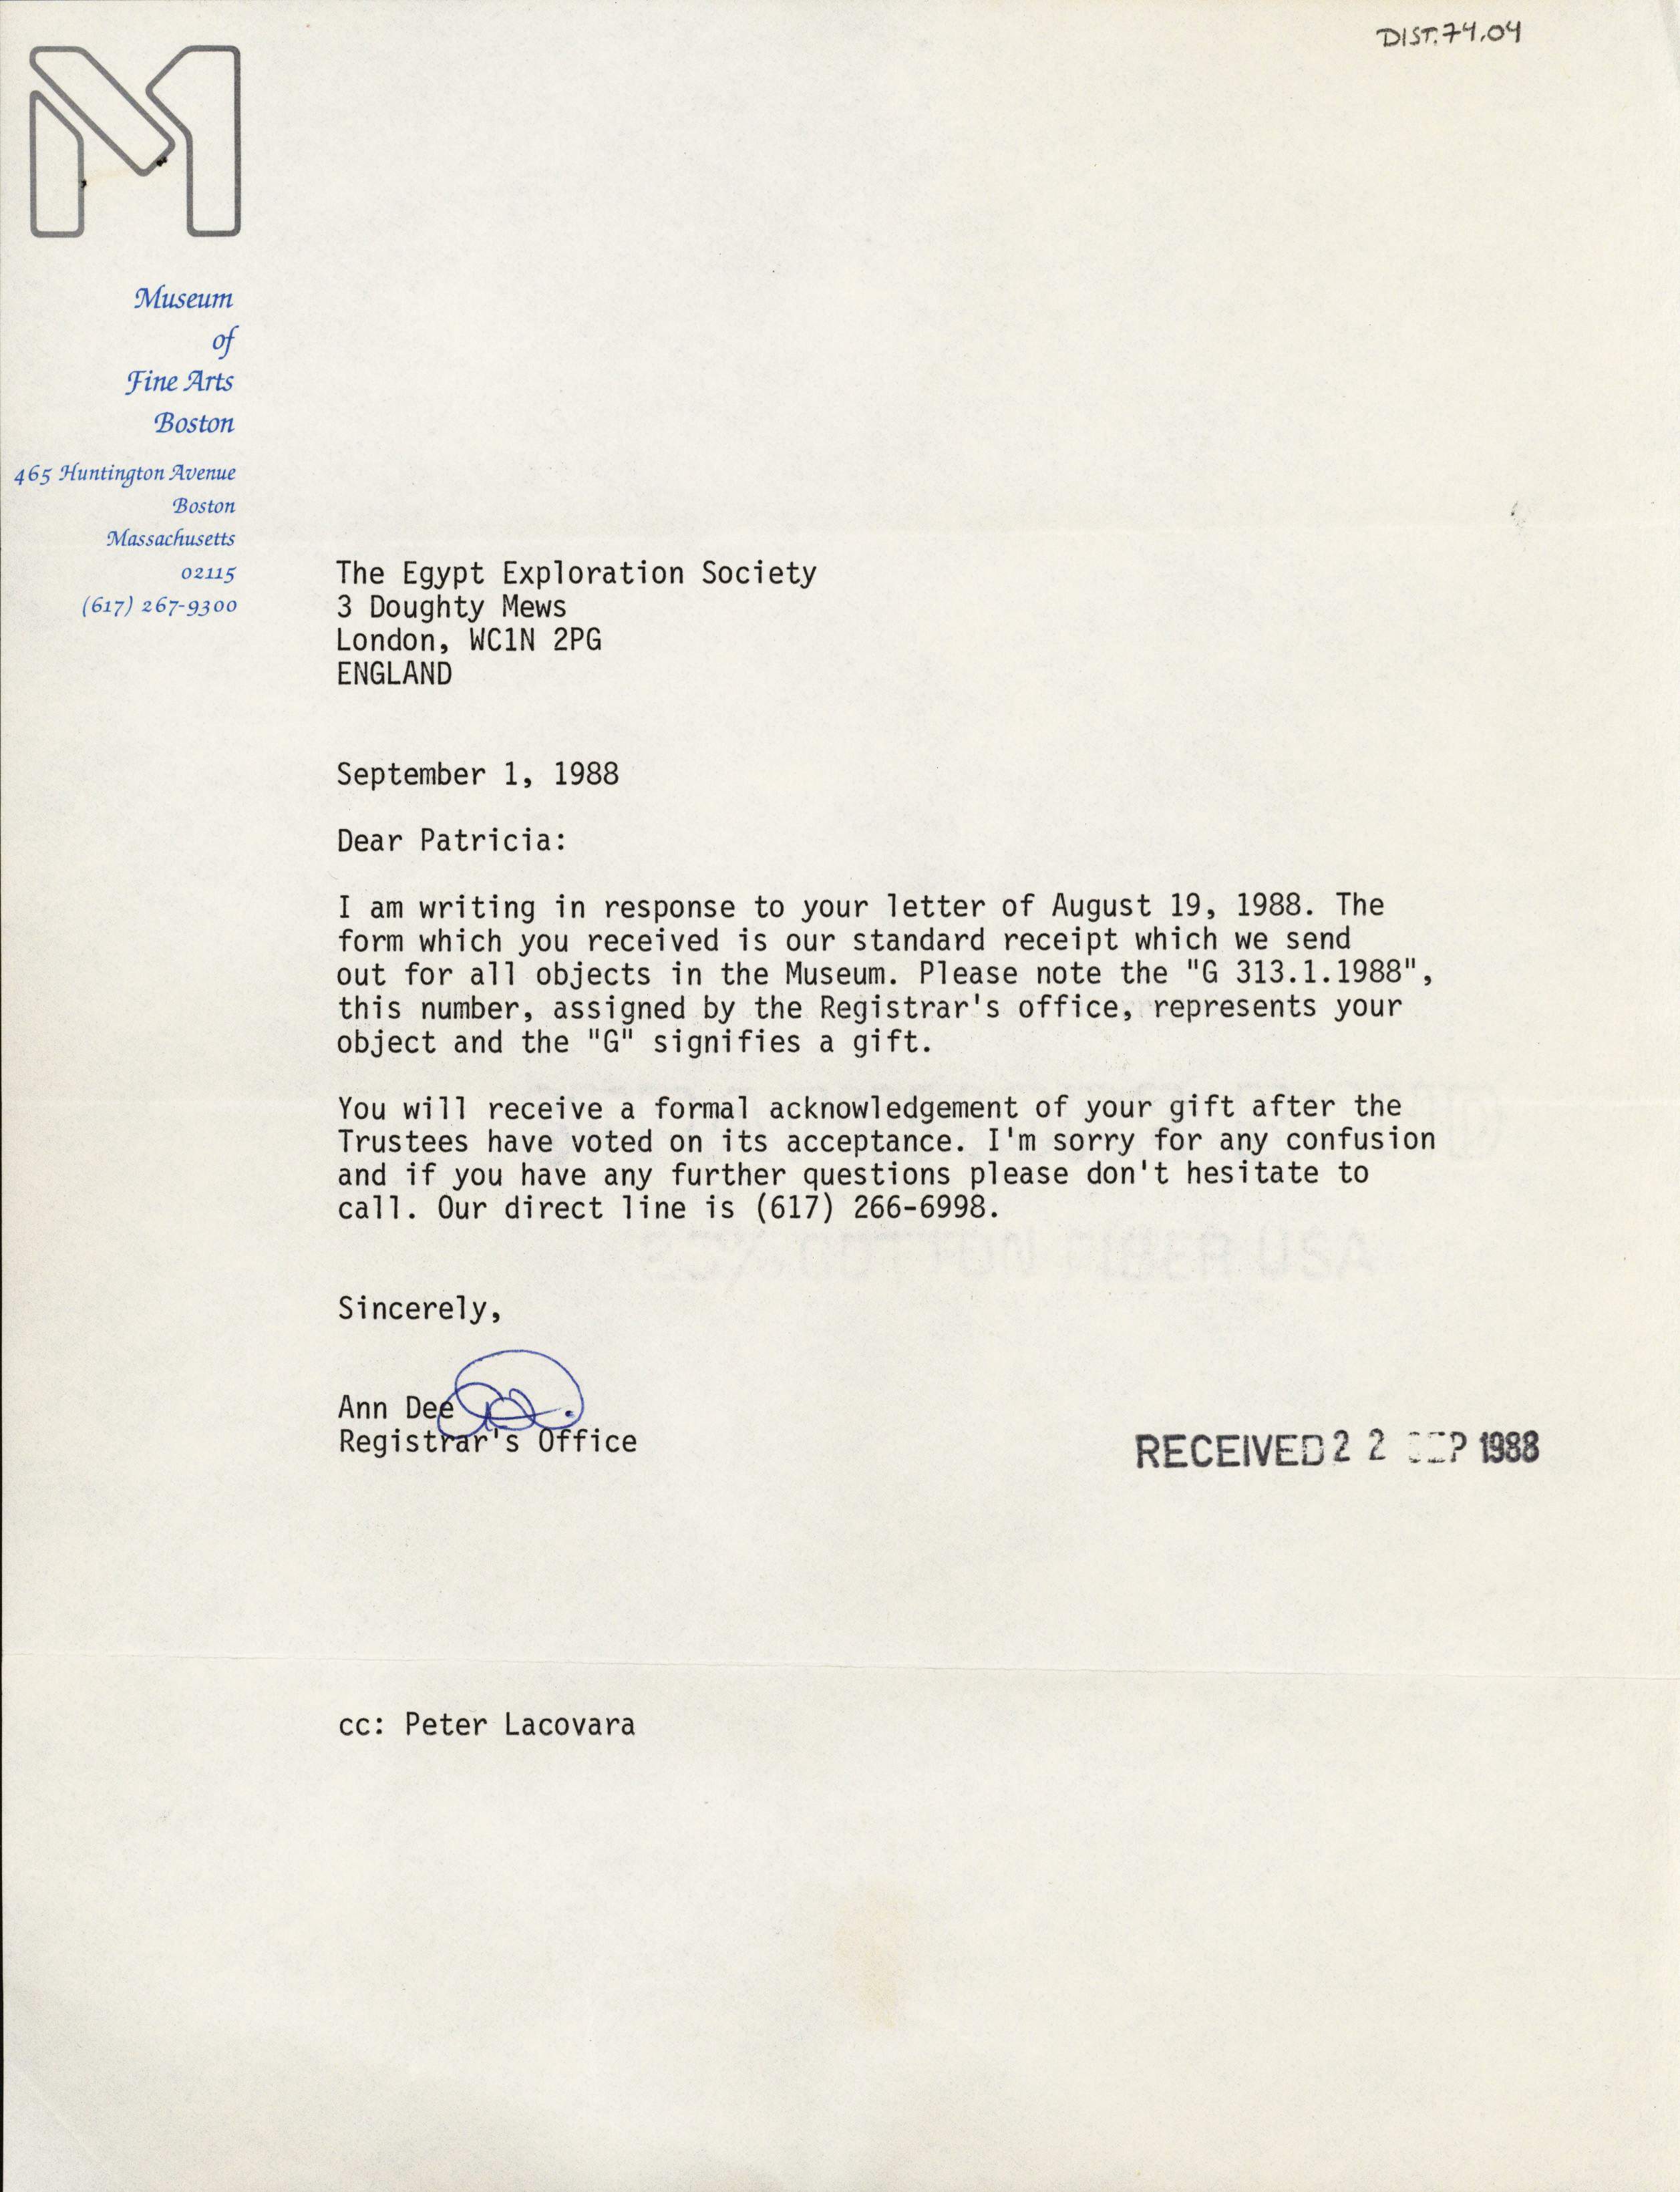 DIST.74.04
M
Museum
of
Fine Arts
Boston
465 Huntington Avenue
Boston
Massachusetts
02115
(617) 267-9300
The Egypt Exploration Society
3 Doughty Mews
London, WC1N 2PG
ENGLAND
September 1, 1988
Dear Patricia:
I am writing in response to your letter of August 19, 1988. The
form which you received is our standard receipt which we send
out for all objects in the Museum. Please note the "G 313.1.1988",
this number, assigned by the Registrar's office, represents your
object and the "G" signifies a gift.
You will receive a formal acknowledgement of your gift after the
Trustees have voted on its acceptance. I'm sorry for any confusion
and if you have any further questions please don't hesitate to
call. Our direct line is (617) 266-6998.
Sincerely,
Ann Dee
Registrar's Office
RECEIVED 22 SEP 1988
cc: Peter Lacovara